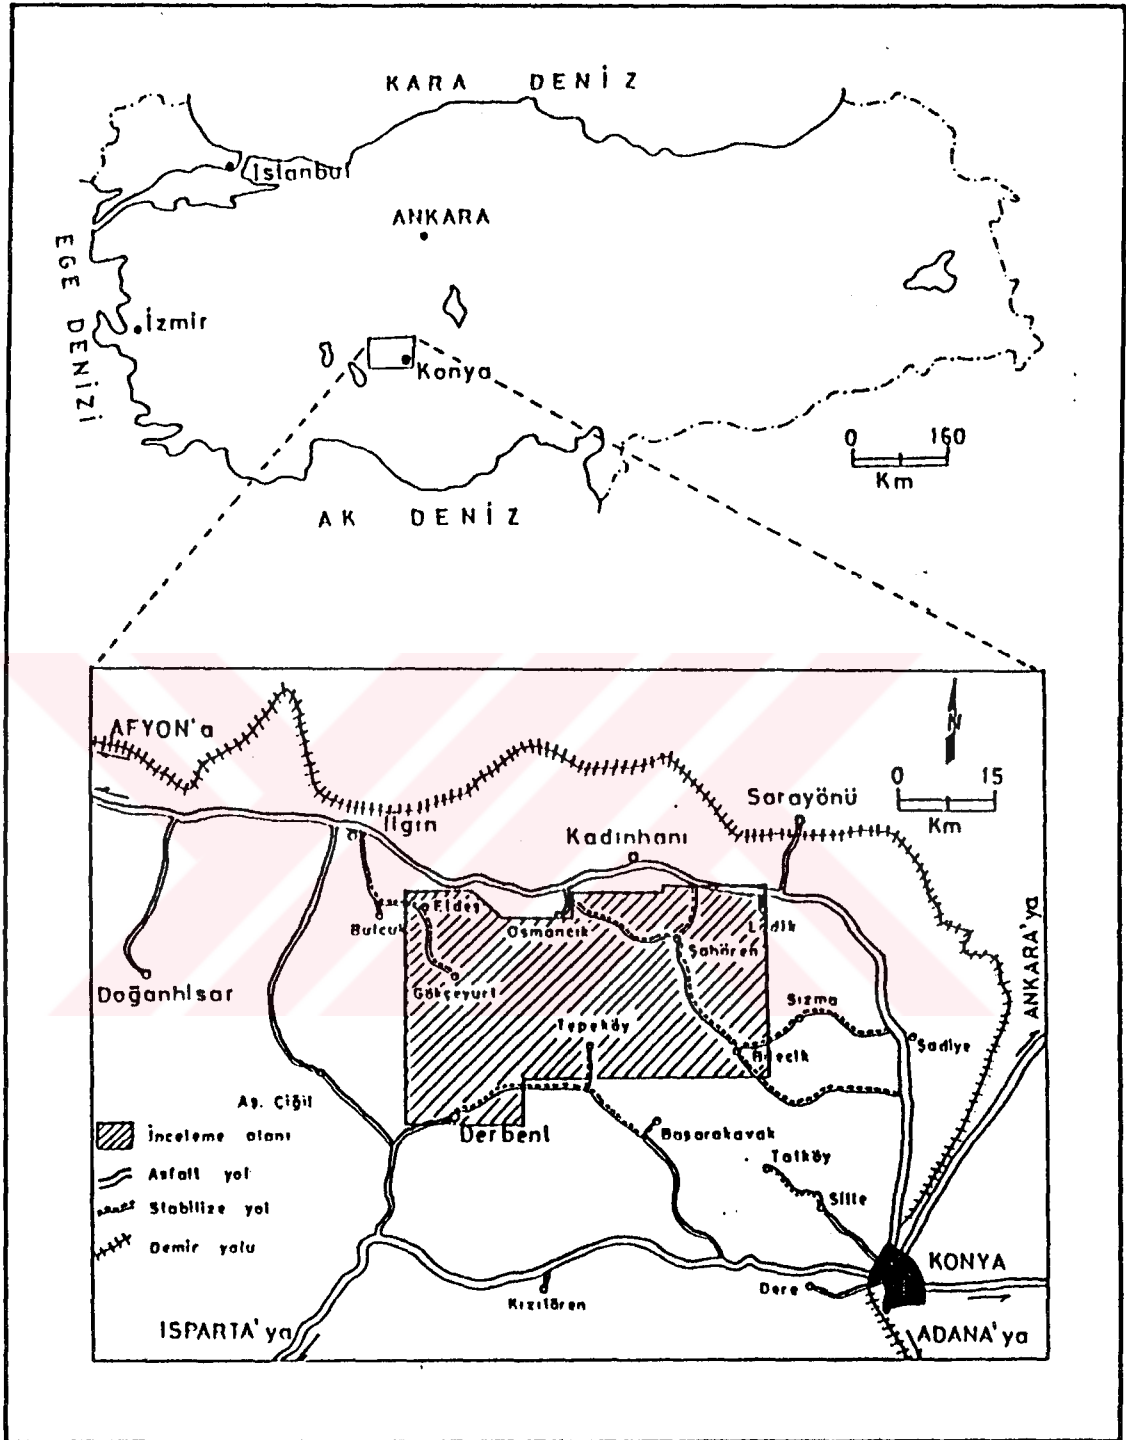 KARA DENİZ
İstanbul
ANKARA
EGE DENİZİ
İzmir
Konya
0 160
Km
AK DENİZ
AFYON'a
N
0 15
Km
Sarayönü
Ilgın
Kadınhanı
Eldeş
Bulcuk
Osmancık
Ladik
Şahören
ANKARA'ya
Doğanhisar
Gökçeyurt
Sızma
Tepeköy
Şadiye
Aş. Çiğil
Derbent
Başarakavak
İnceleme alanı
Asfalt yol
Stabilize yol
Demir yolu
Tatköy
Sille
KONYA
Dere
Kızılören
ISPARTA'ya
ADANA'ya